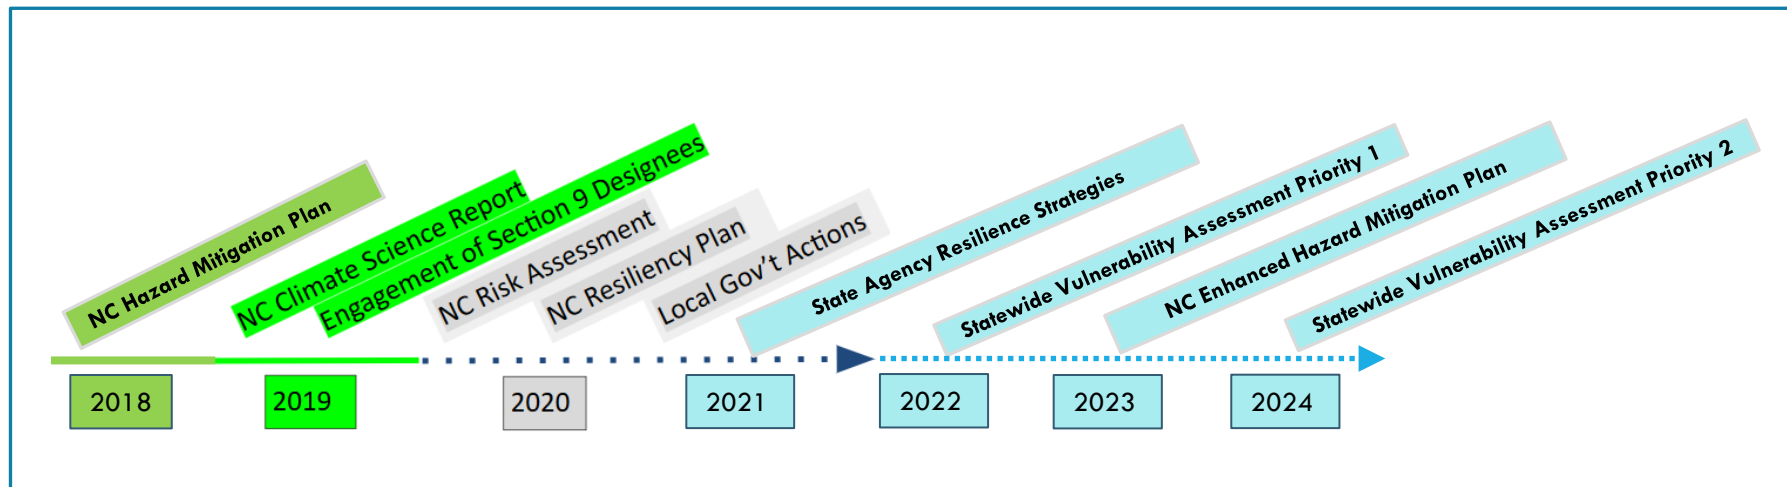 NC Hazard Mitigation Plan
NC Climate Science Report
Engagement of Section 9 Designees
NC Risk Assessment
NC Resiliency Plan
Local Gov’t Actions
State Agency Resilience Strategies
Statewide Vulnerability Assessment Priority 1
NC Enhanced Hazard Mitigation Plan
Statewide Vulnerability Assessment Priority 2
2018
2019
2020
2021
2022
2023
2024